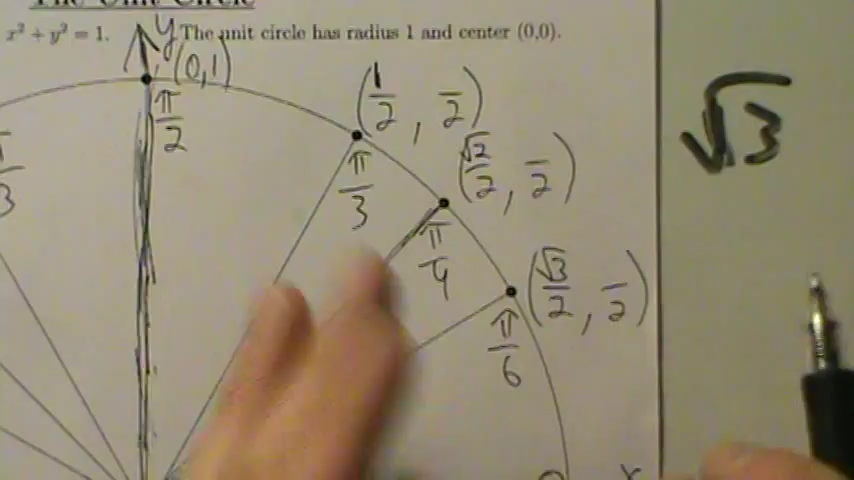 The Unit Circle
x² + y² = 1. The unit circle has radius 1 and center (0,0).
y
(0,1)
π/2
(1/2, /2)
π/3
(√2/2, /2)
π/4
(√3/2, /2)
π/6
√3
3
x